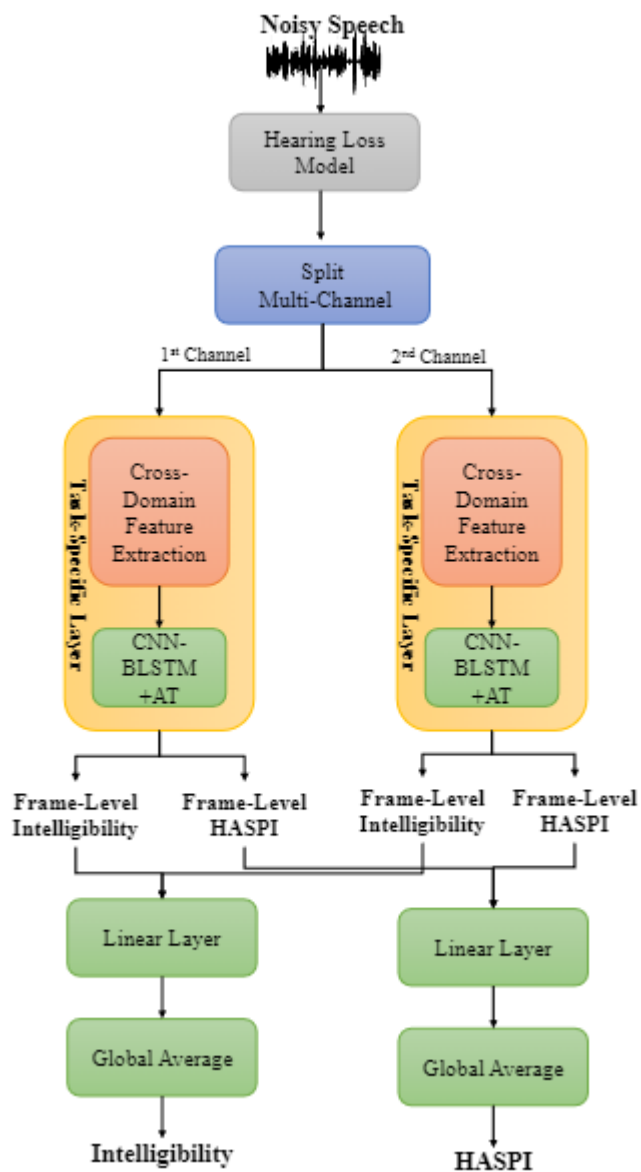 Noisy Speech
Hearing Loss
Model
Split
Multi-Channel
1st Channel
2nd Channel
Task-Specific Layer
Cross-
Domain
Feature
Extraction
CNN-
BLSTM
+AT
Task-Specific Layer
Cross-
Domain
Feature
Extraction
CNN-
BLSTM
+AT
Frame-Level
Intelligibility
Frame-Level
HASPI
Frame-Level
Intelligibility
Frame-Level
HASPI
Linear Layer
Global Average
Intelligibility
Linear Layer
Global Average
HASPI